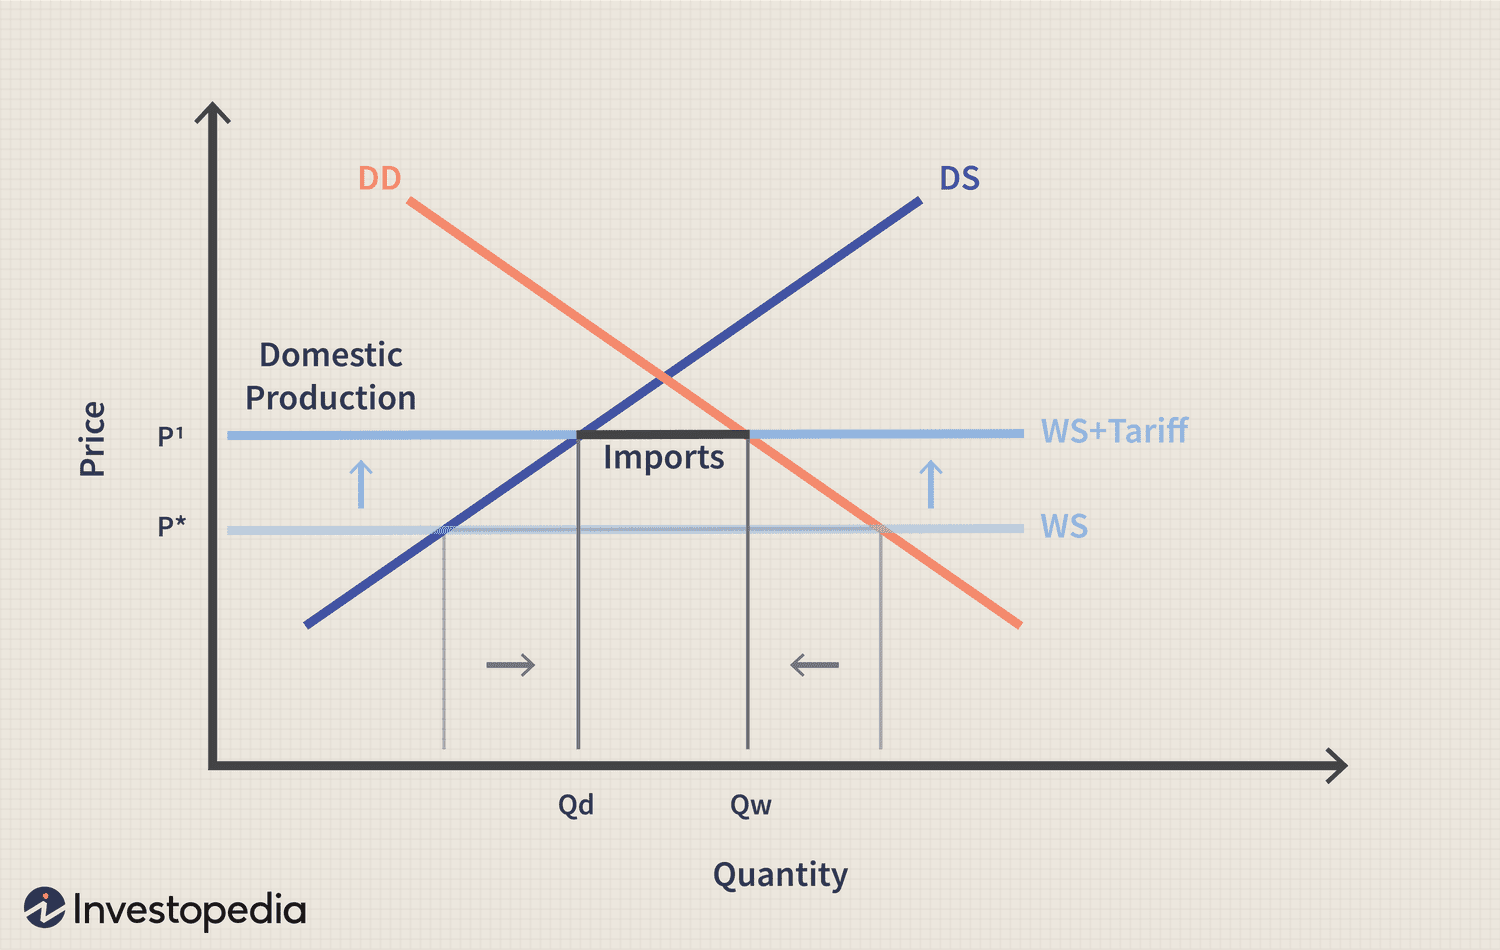 DD
DS
Domestic
Production
Price
P¹
WS+Tariff
Imports
P*
WS
Qd
Qw
Quantity
Investopedia